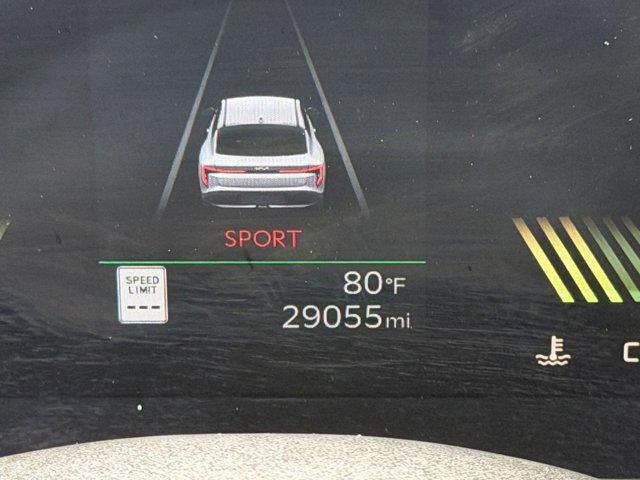 SPORT
SPEED
LIMIT
---
80°F
29055mi
C